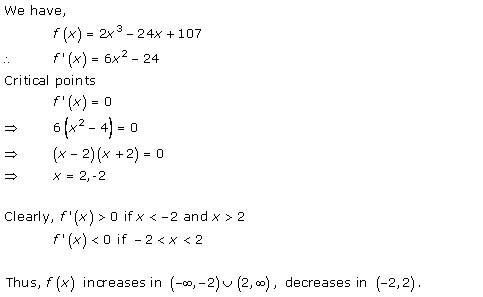 We have,
f(x) = 2x³ – 24x + 107
∴ f'(x) = 6x² – 24
Critical points
f'(x) = 0
⇒ 6(x² – 4) = 0
⇒ (x – 2)(x + 2) = 0
⇒ x = 2, -2
Clearly, f'(x) > 0 if x < –2 and x > 2
f'(x) < 0 if –2 < x < 2
Thus, f(x) increases in (–∞, –2) ∪ (2, ∞), decreases in (–2, 2).